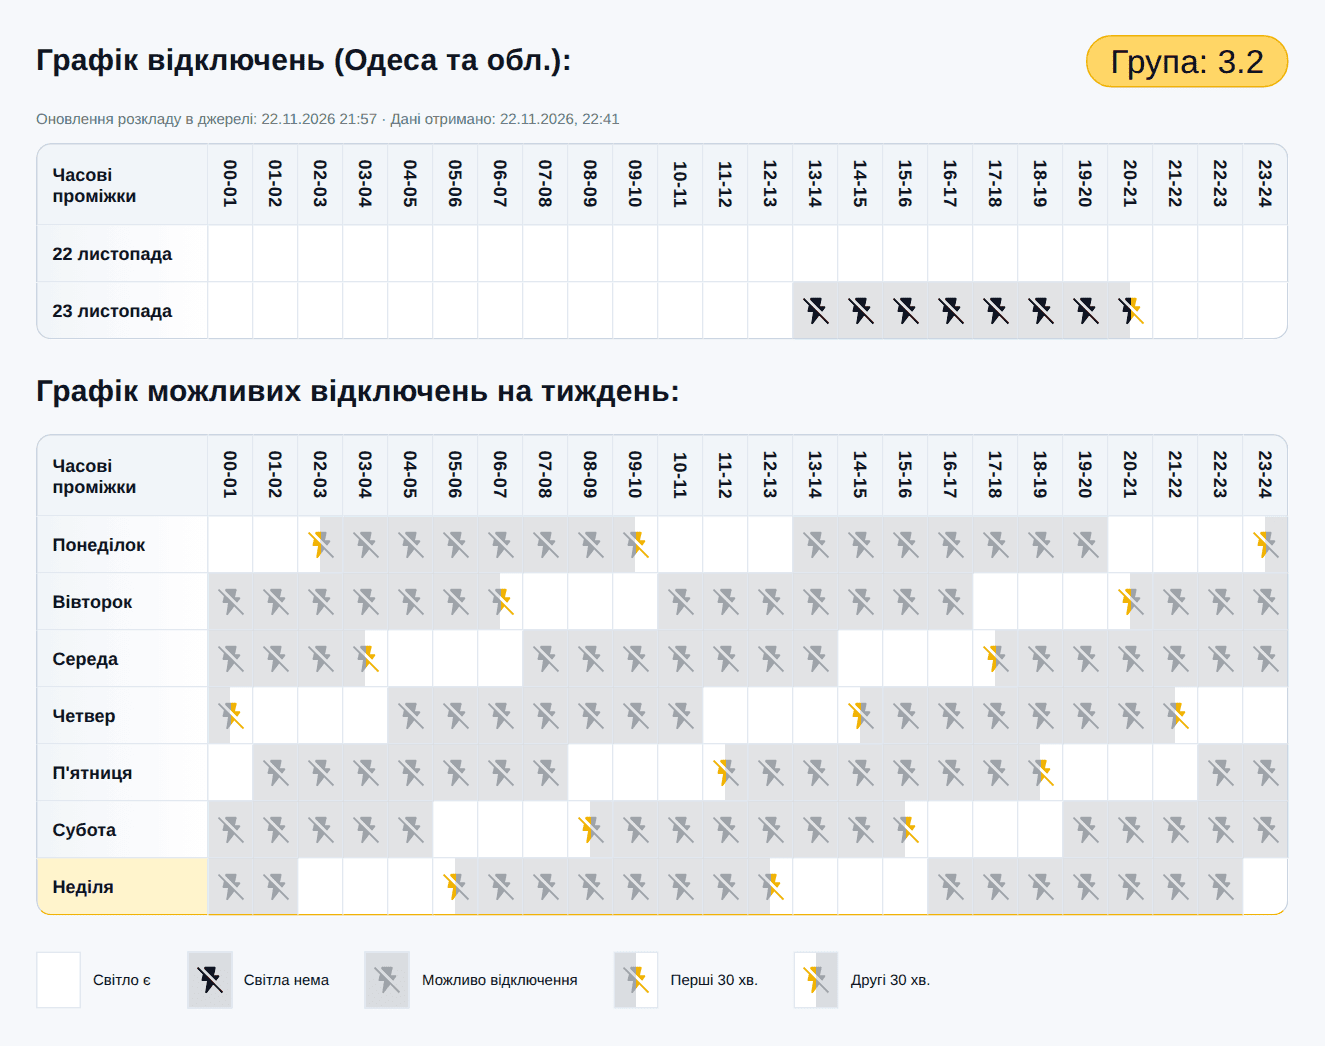 Графік відключень (Одеса та обл.):
Група: 3.2
Оновлення розкладу в джерелі: 22.11.2026 21:57 · Дані отримано: 22.11.2026, 22:41
Часові
проміжки
00-01 01-02 02-03 03-04 04-05 05-06 06-07 07-08 08-09 09-10 10-11 11-12 12-13 13-14 14-15 15-16 16-17 17-18 18-19 19-20 20-21 21-22 22-23 23-24
22 листопада
23 листопада
Графік можливих відключень на тиждень:
Часові
проміжки
00-01 01-02 02-03 03-04 04-05 05-06 06-07 07-08 08-09 09-10 10-11 11-12 12-13 13-14 14-15 15-16 16-17 17-18 18-19 19-20 20-21 21-22 22-23 23-24
Понеділок
Вівторок
Середа
Четвер
П'ятниця
Субота
Неділя
Світло є
Світла нема
Можливо відключення
Перші 30 хв.
Другі 30 хв.